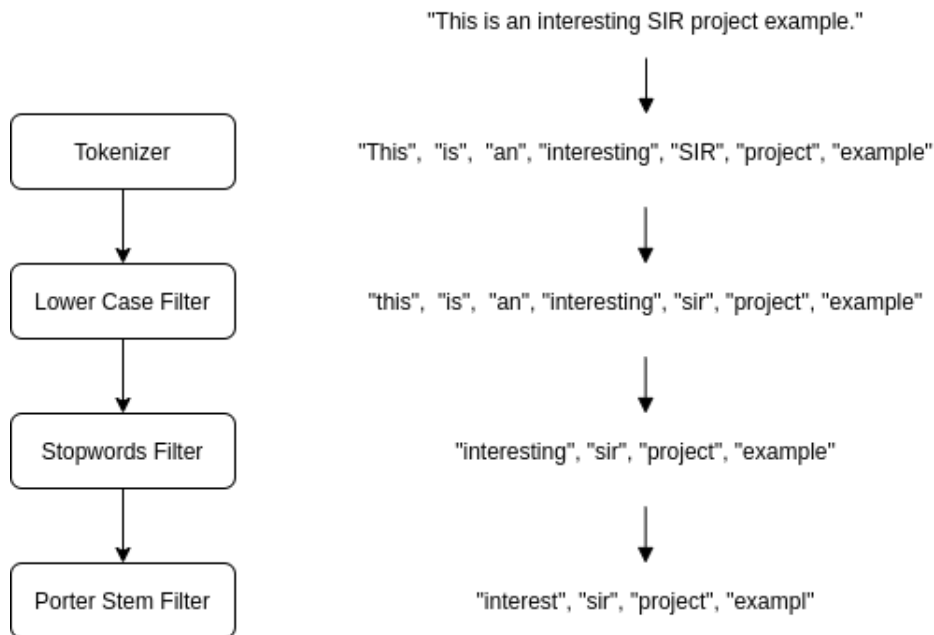 "This is an interesting SIR project example."
Tokenizer
"This", "is", "an", "interesting", "SIR", "project", "example"
Lower Case Filter
"this", "is", "an", "interesting", "sir", "project", "example"
Stopwords Filter
"interesting", "sir", "project", "example"
Porter Stem Filter
"interest", "sir", "project", "exampl"